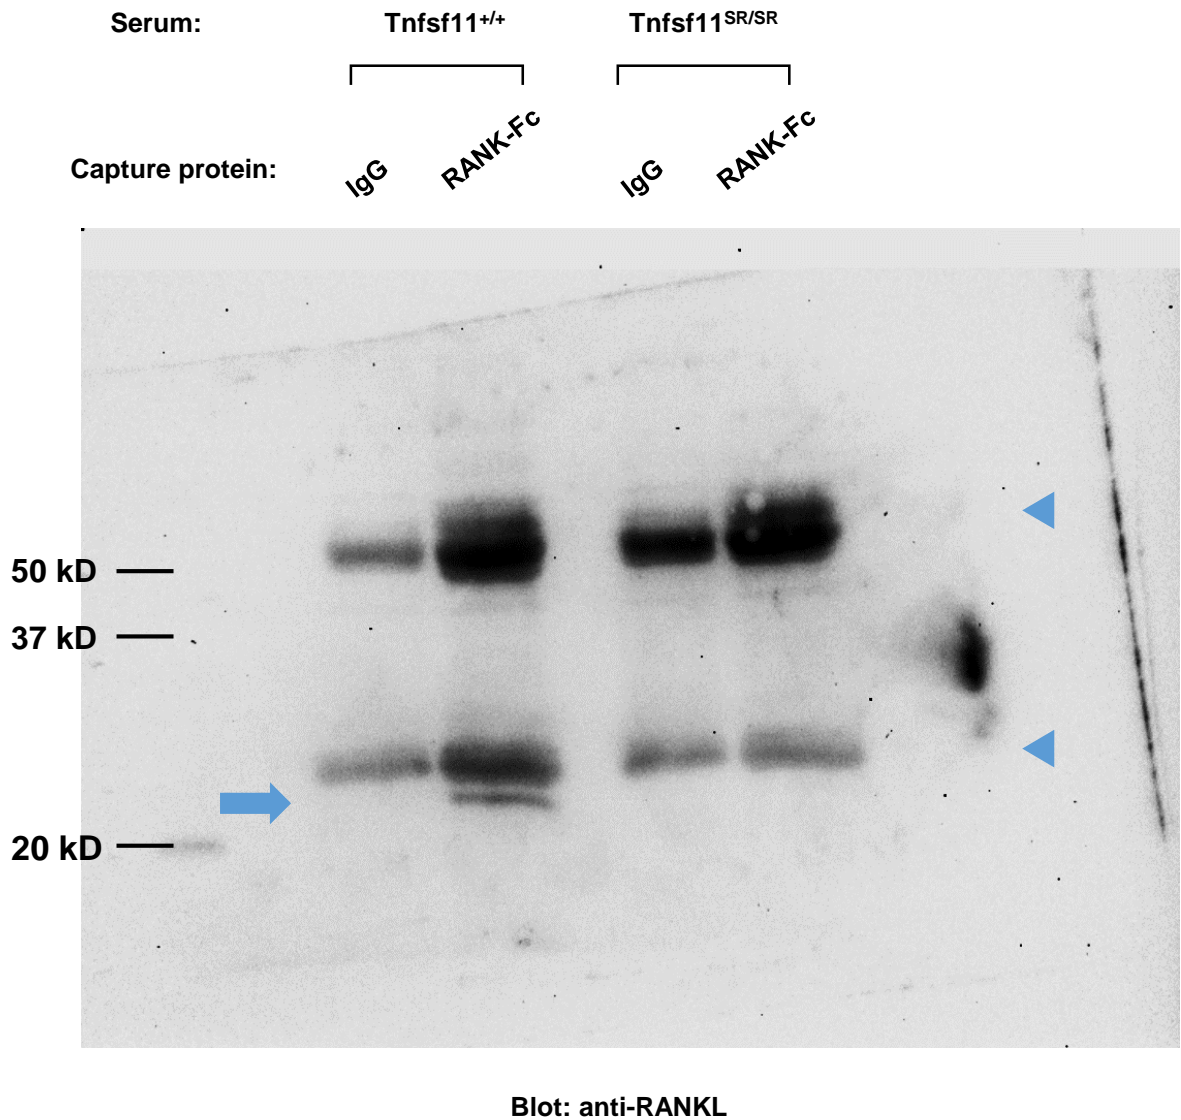 Serum: Tnfsf11+/+ Tnfsf11SR/SR
Capture protein: IgG RANK-Fc IgG RANK-Fc
50 kD
37 kD
20 kD
Blot: anti-RANKL